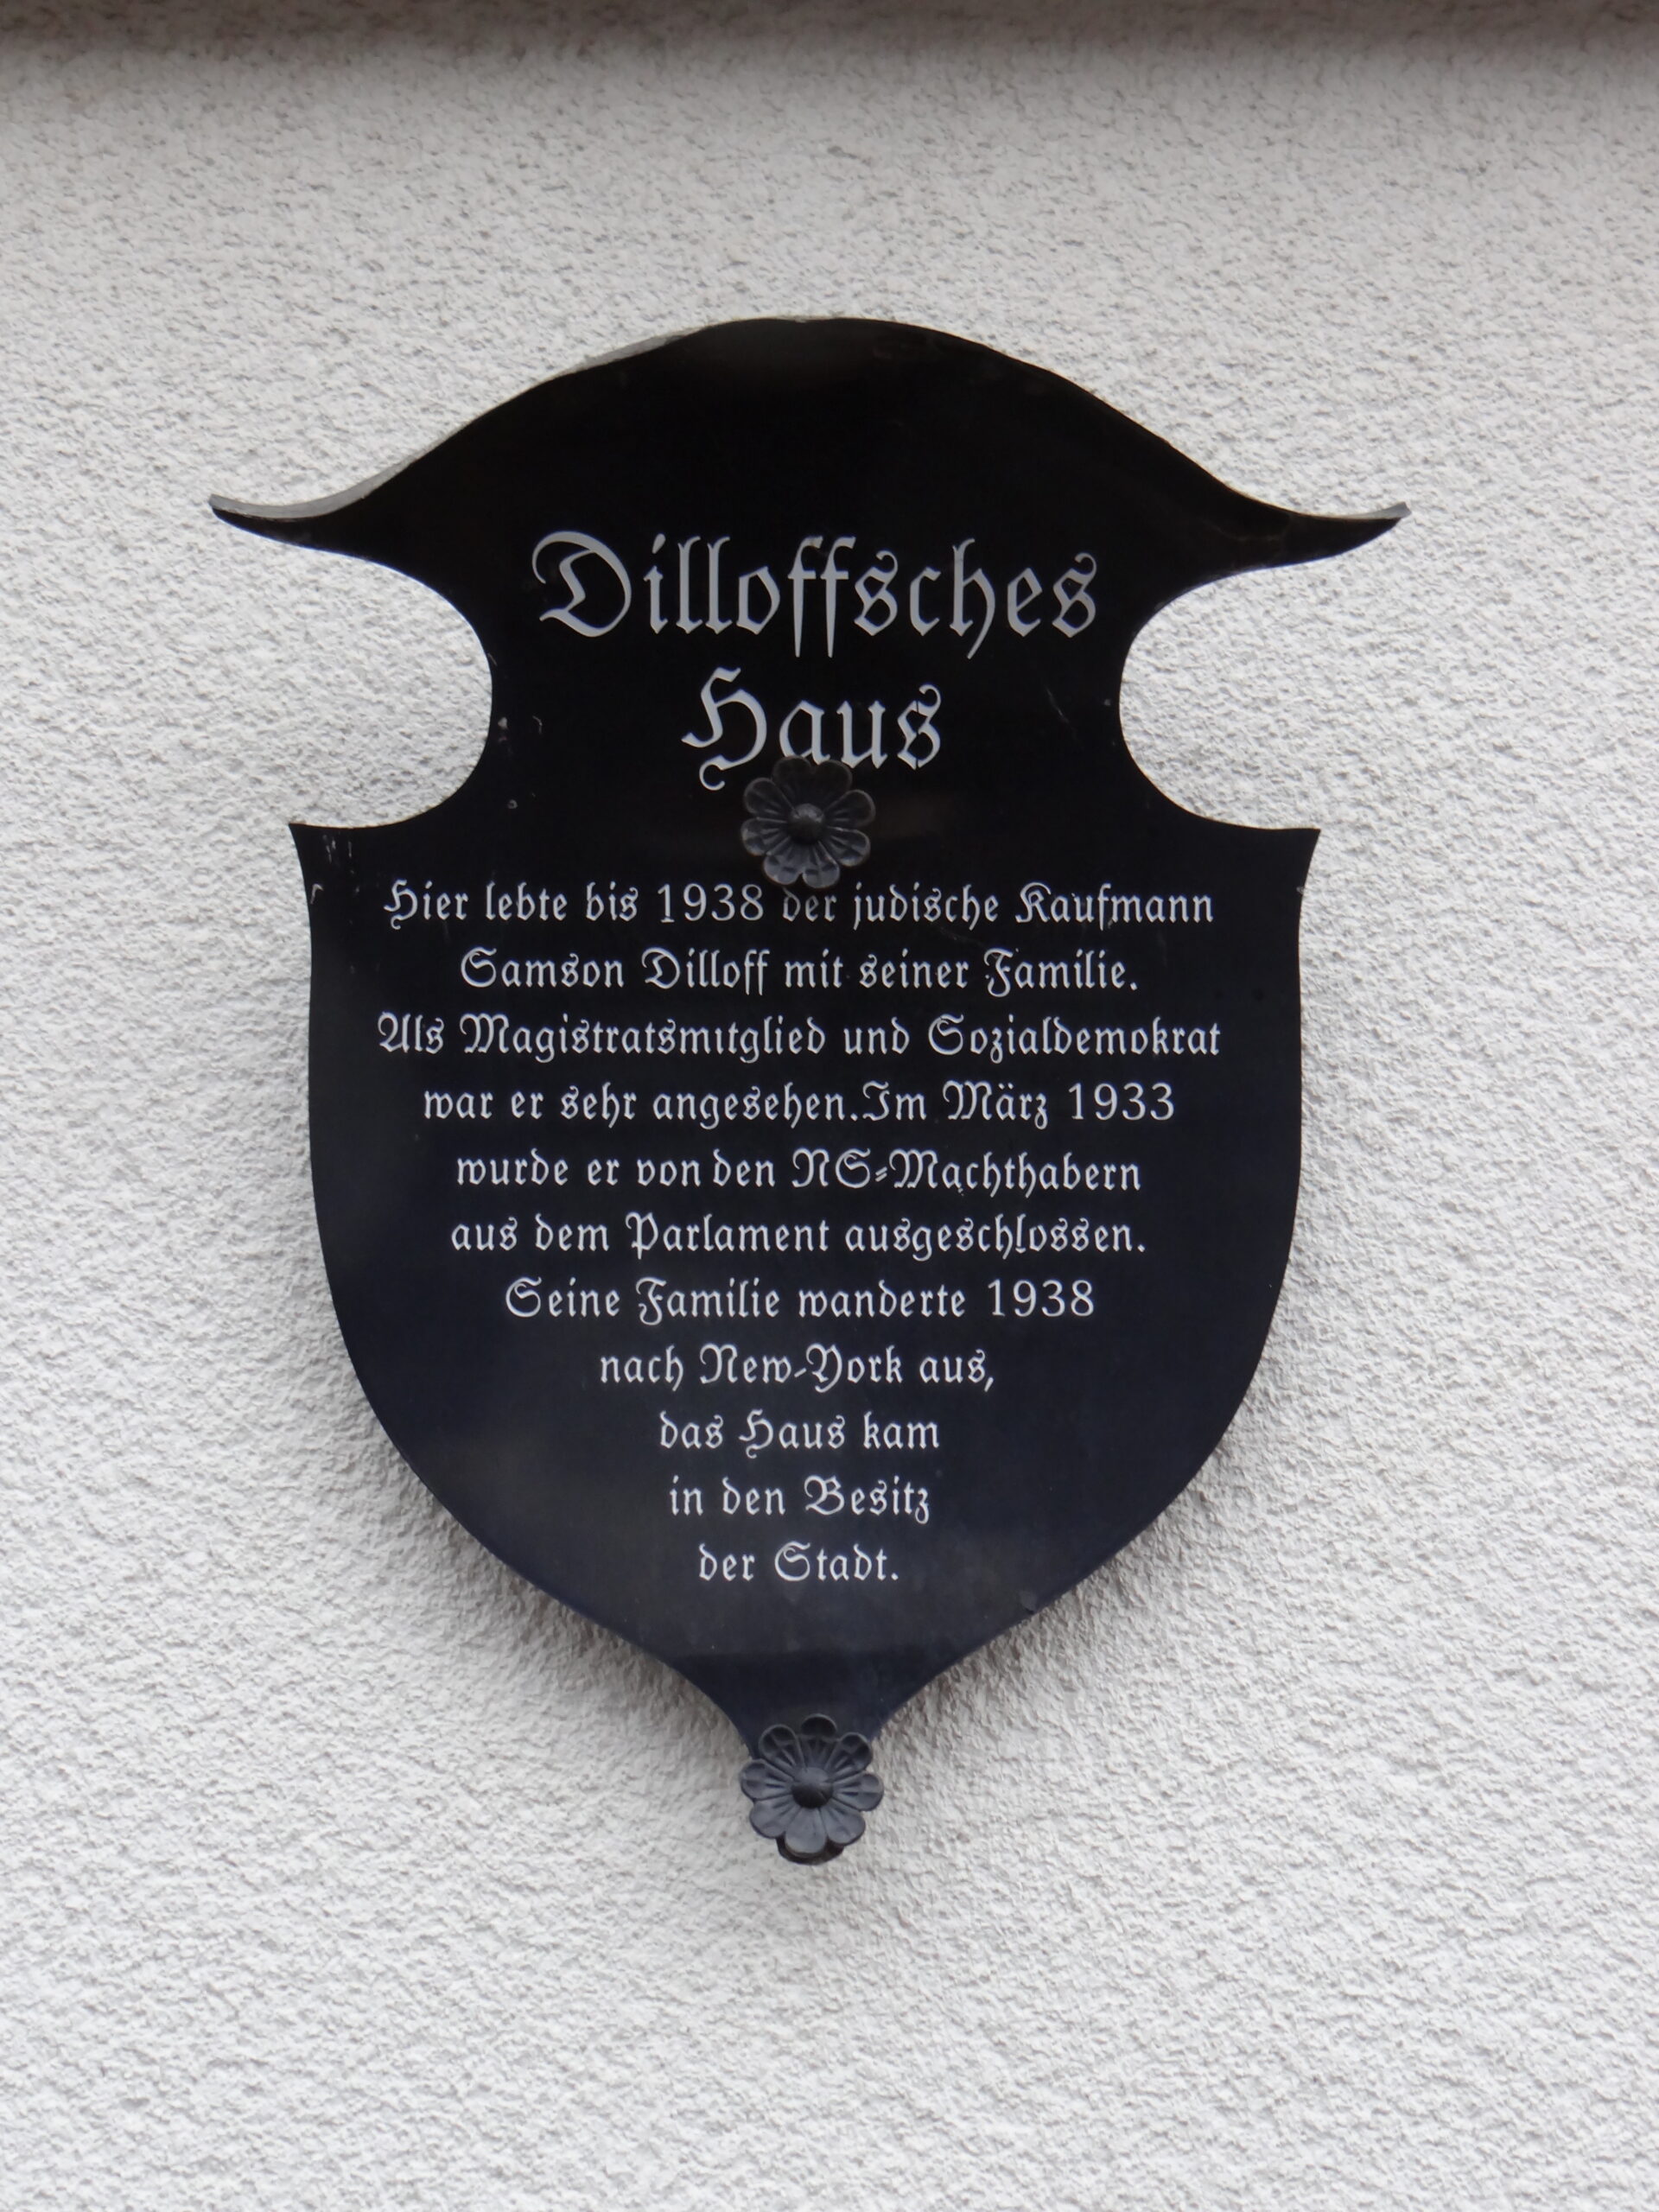 Dilloffsches
Haus
Hier lebte bis 1938 der judische Kaufmann
Samson Dilloff mit seiner Familie.
Als Magistratsmitglied und Sozialdemokrat
war er sehr angesehen.Im März 1933
wurde er von den NS-Machthabern
aus dem Parlament ausgeschlossen.
Seine Familie wanderte 1938
nach New-York aus,
das Haus kam
in den Besitz
der Stadt.